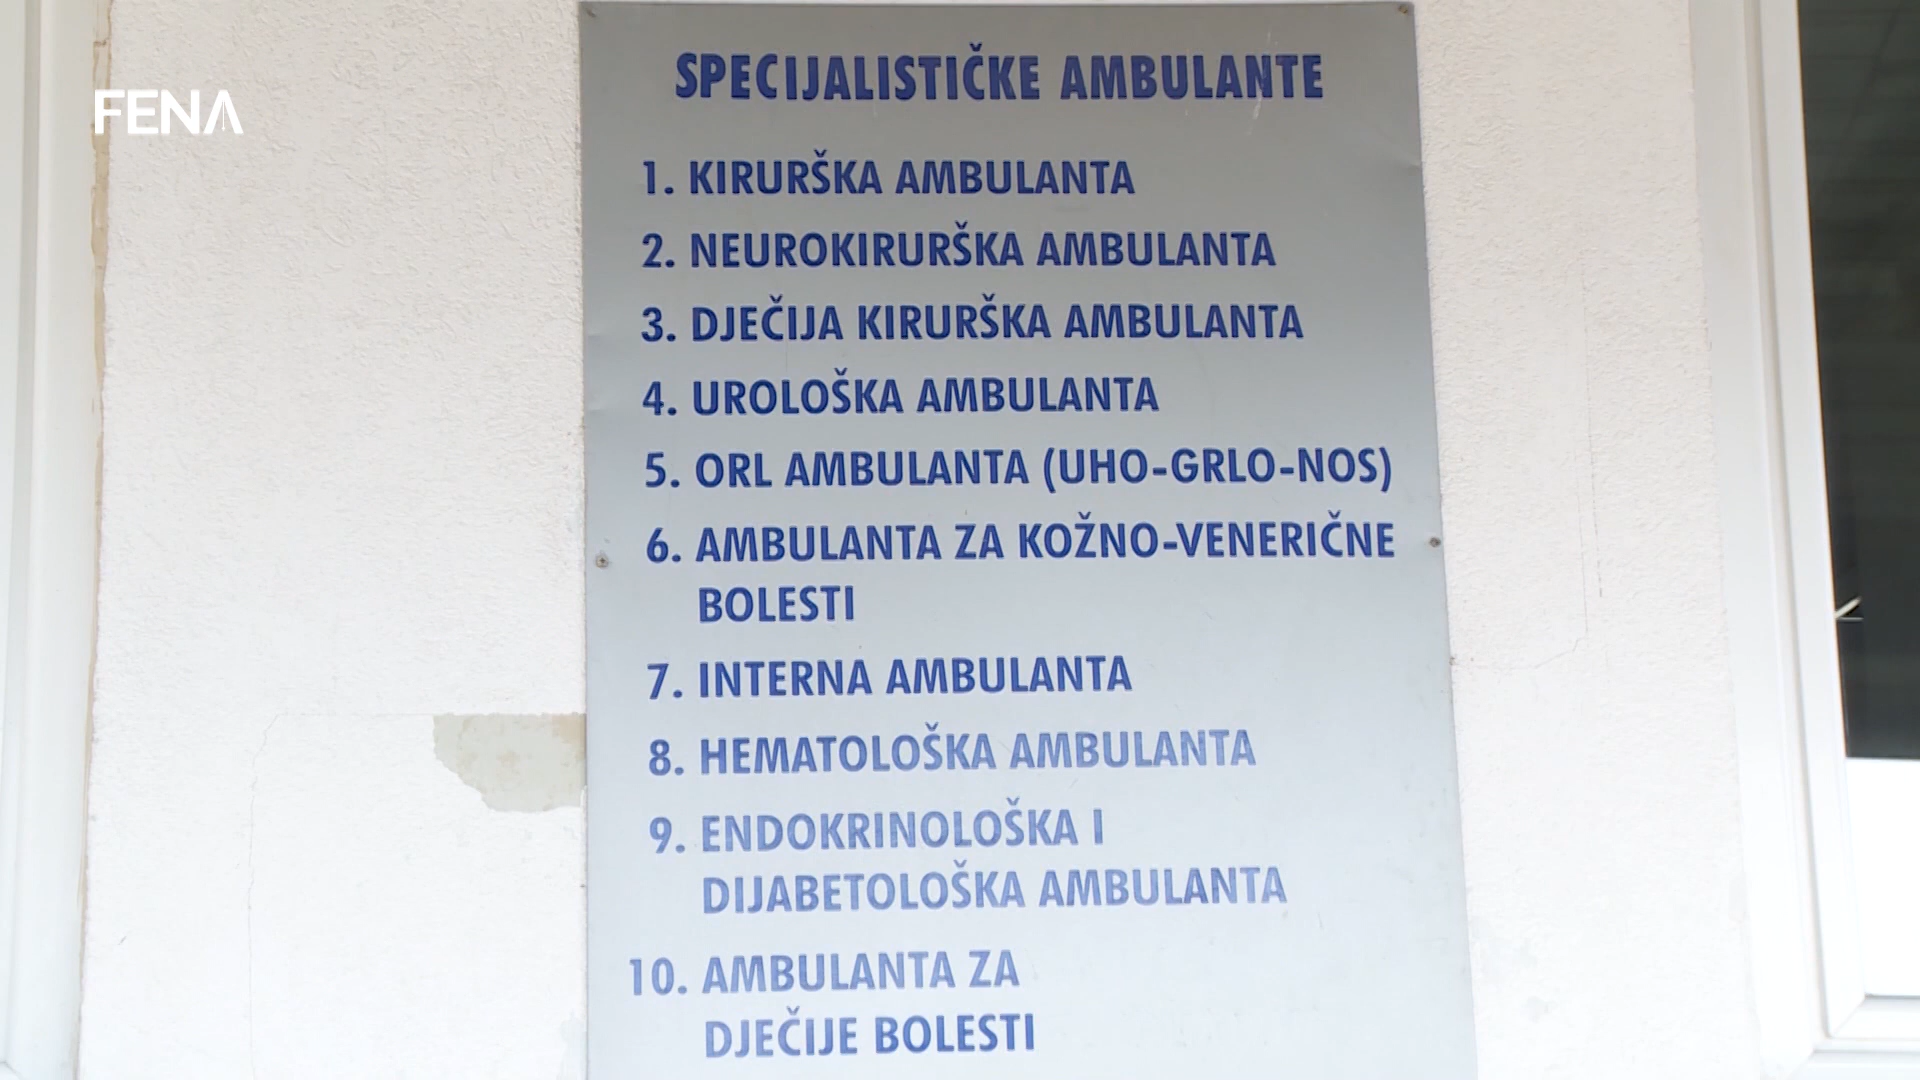 FENA
SPECIJALISTIČKE AMBULANTE
1. KIRURŠKA AMBULANTA
2. NEUROKIRURŠKA AMBULANTA
3. DJEČIJA KIRURŠKA AMBULANTA
4. UROLOŠKA AMBULANTA
5. ORL AMBULANTA (UHO-GRLO-NOS)
6. AMBULANTA ZA KOŽNO-VENERIČNE
BOLESTI
7. INTERNA AMBULANTA
8. HEMATOLOŠKA AMBULANTA
9. ENDOKRINOLOŠKA I
DIJABETOLOŠKA AMBULANTA
10. AMBULANTA ZA
DJEČIJE BOLESTI